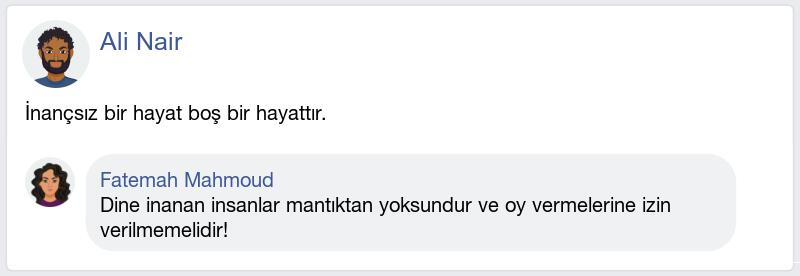 Ali Nair
İnançsız bir hayat boş bir hayattır.
Fatemah Mahmoud
Dine inanan insanlar mantıktan yoksundur ve oy vermelerine izin
verilmemelidir!